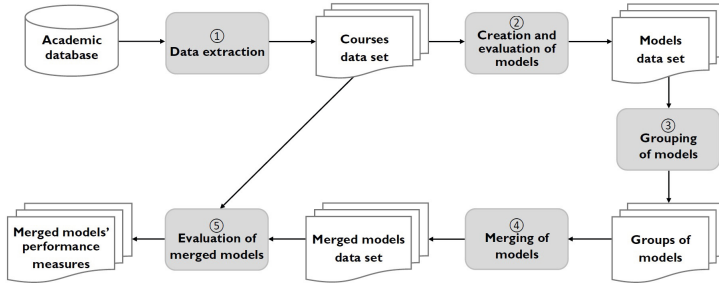 Academic
database
①
Data extraction
Courses
data set
②
Creation and
evaluation of
models
Models
data set
③
Grouping
of models
Groups of
models
④
Merging of
models
Merged models
data set
⑤
Evaluation of
merged models
Merged models’
performance
measures